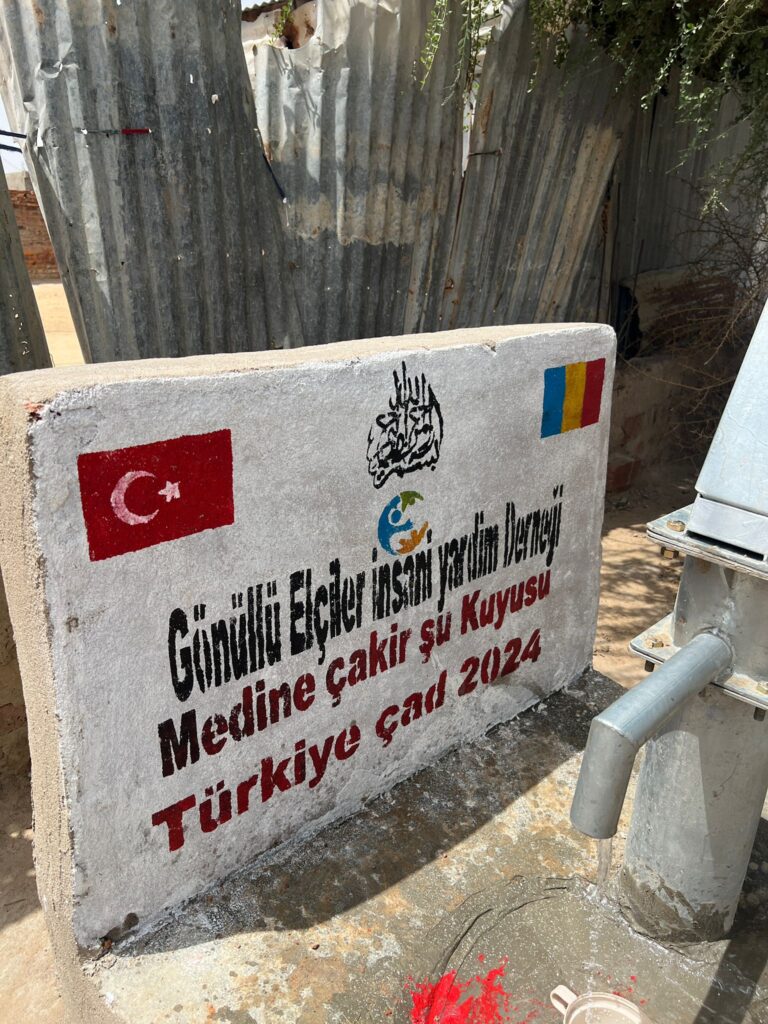 Gönüllü Elçiler insani yardim Derneği
Medine çakir şu Kuyusu
Türkiye çad 2024